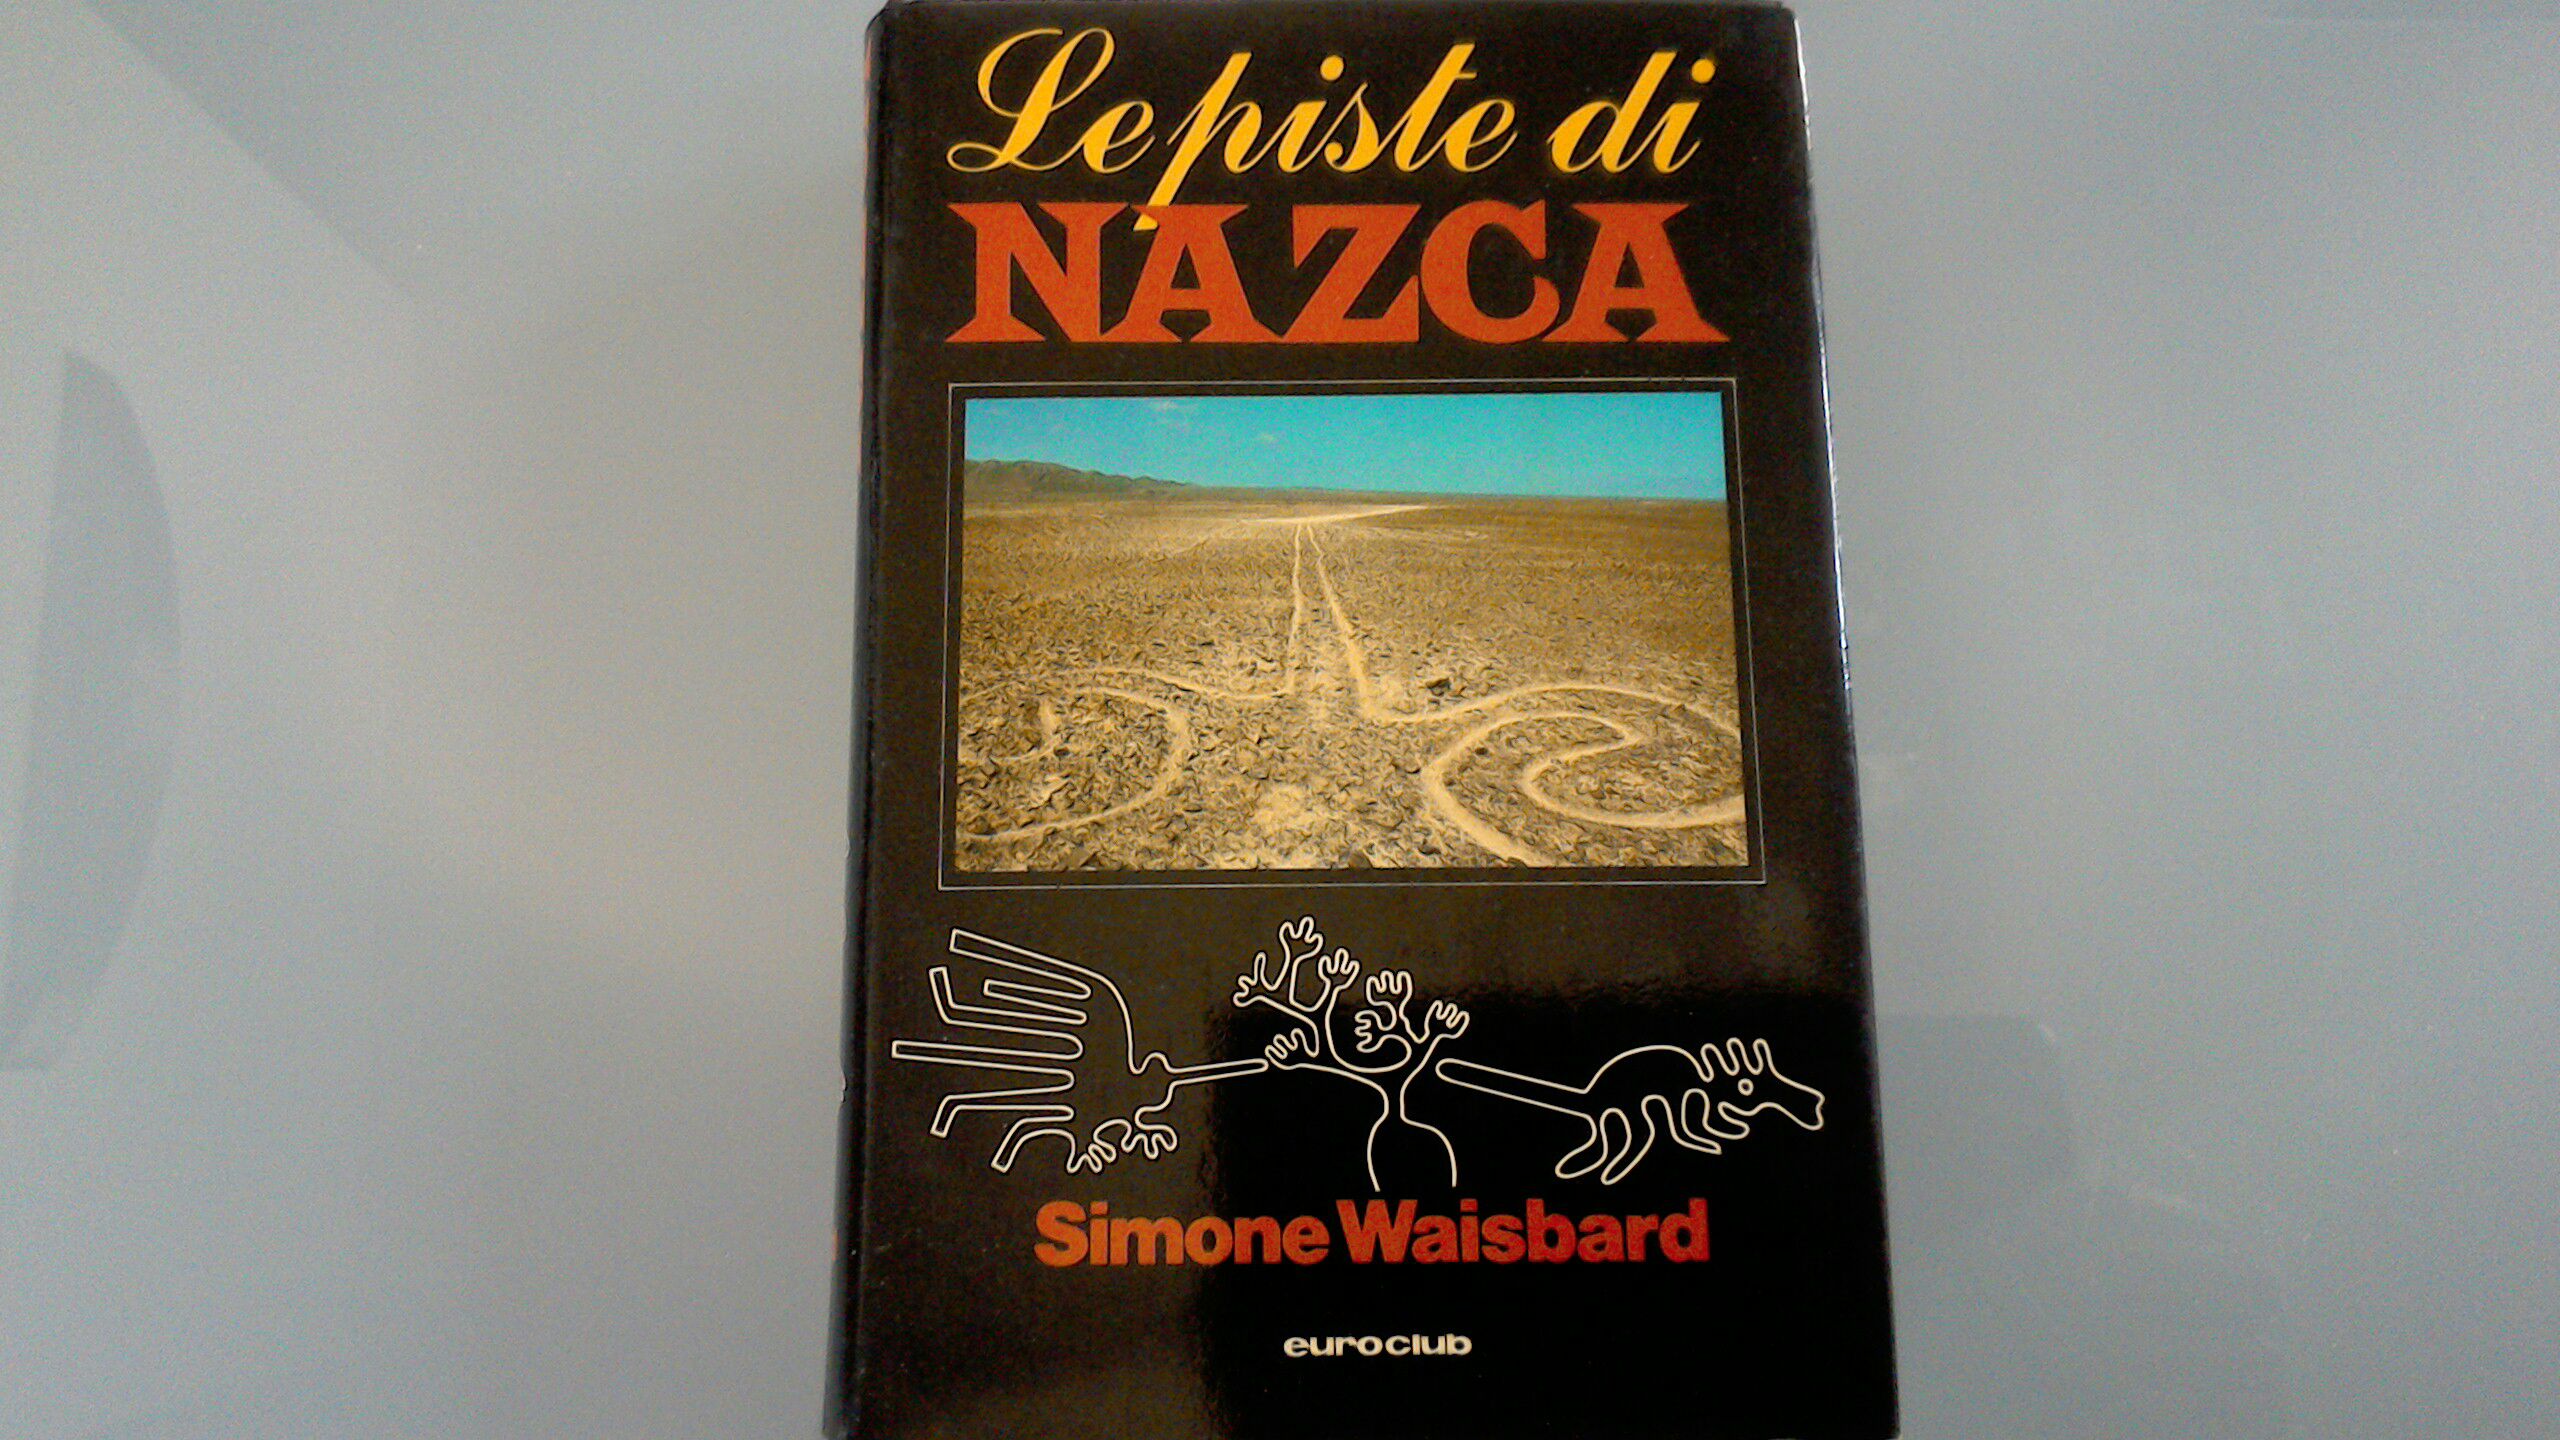 Le piste di
NAZCA
Simone Waisbard
euroclub